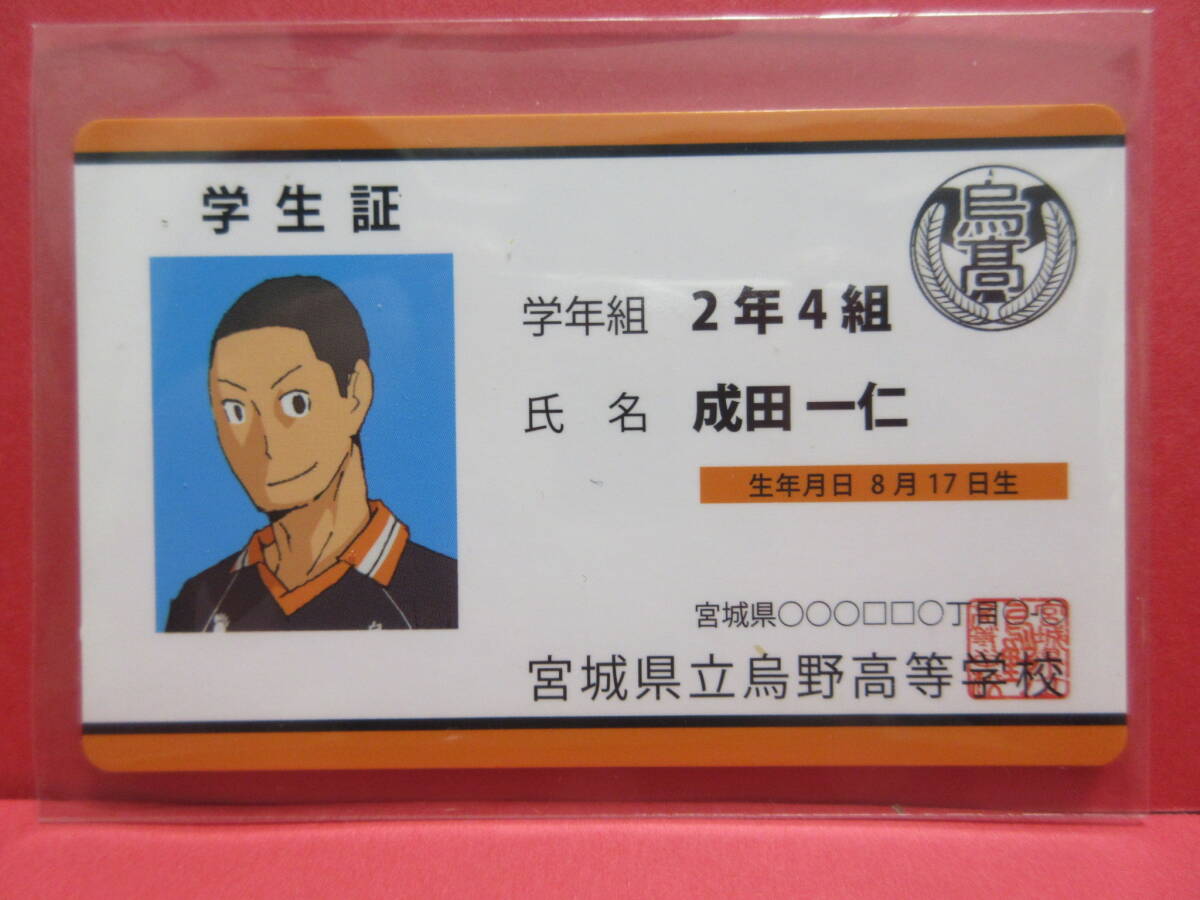 学生証
烏高
学年組 2年4組
氏 名 成田 一仁
生年月日 8月17日生
宮城県○○○□□○丁目○-○
宮城県立烏野高等学校